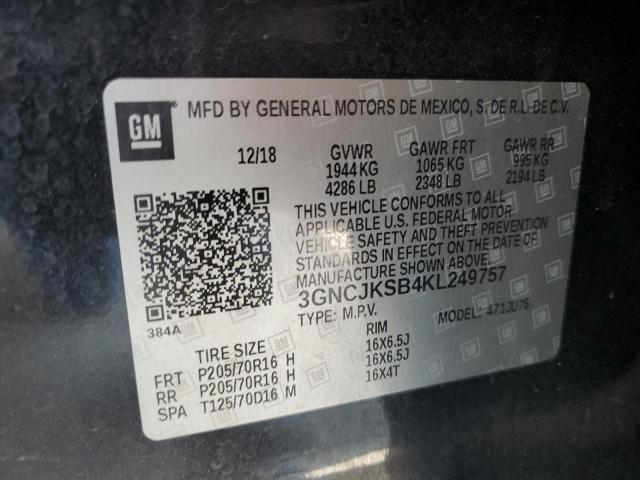 GM
MFD BY GENERAL MOTORS DE MEXICO, S. DE R.L. DE C.V.
12/18 GVWR GAWR FRT GAWR RR
1944 KG 1065 KG 995 KG
4286 LB 2348 LB 2194 LB
THIS VEHICLE CONFORMS TO ALL
APPLICABLE U.S. FEDERAL MOTOR
VEHICLE SAFETY AND THEFT PREVENTION
STANDARDS IN EFFECT ON THE DATE OF
MANUFACTURE SHOWN ABOVE.
3GNCJKSB4KL249757
TYPE: M.P.V. MODEL: 471JU76
384A
TIRE SIZE RIM
FRT P205/70R16 H 16X6.5J
RR P205/70R16 H 16X6.5J
SPA T125/70D16 M 16X4T